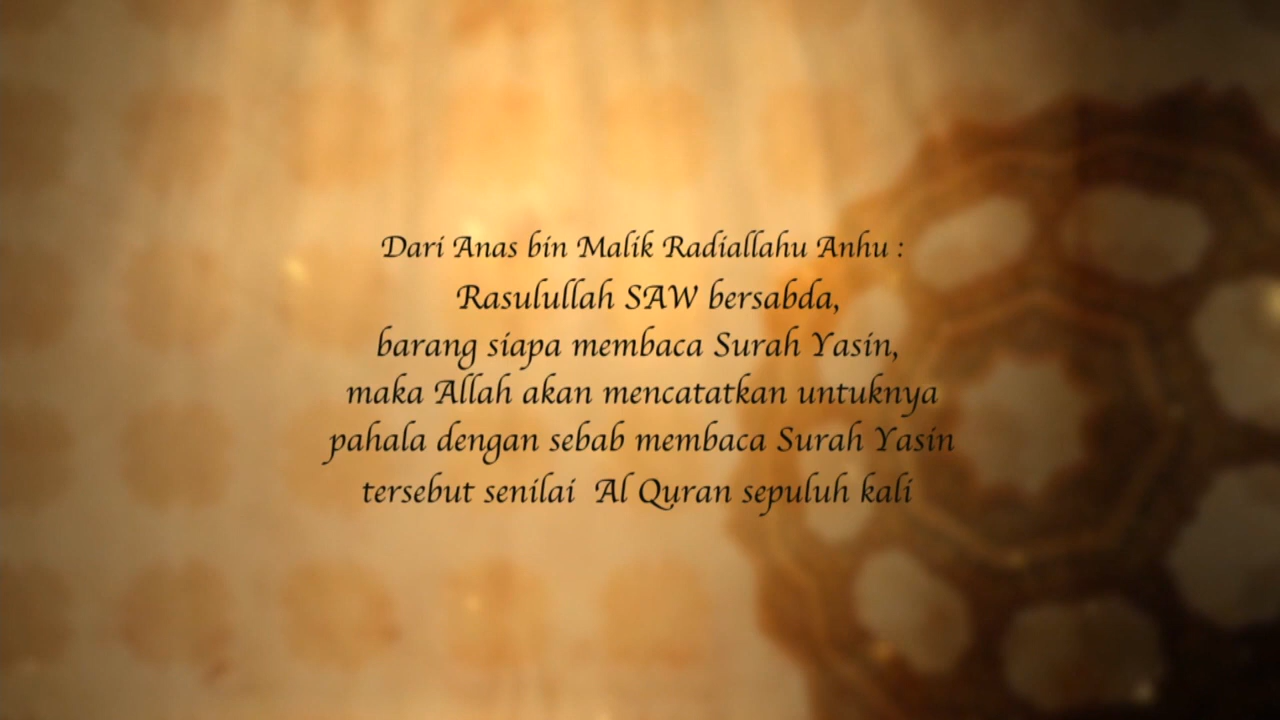 Dari Anas bin Malik Radiallahu Anhu :
Rasulullah SAW bersabda,
barang siapa membaca Surah Yasin,
maka Allah akan mencatatkan untuknya
pahala dengan sebab membaca Surah Yasin
tersebut senilai Al Quran sepuluh kali